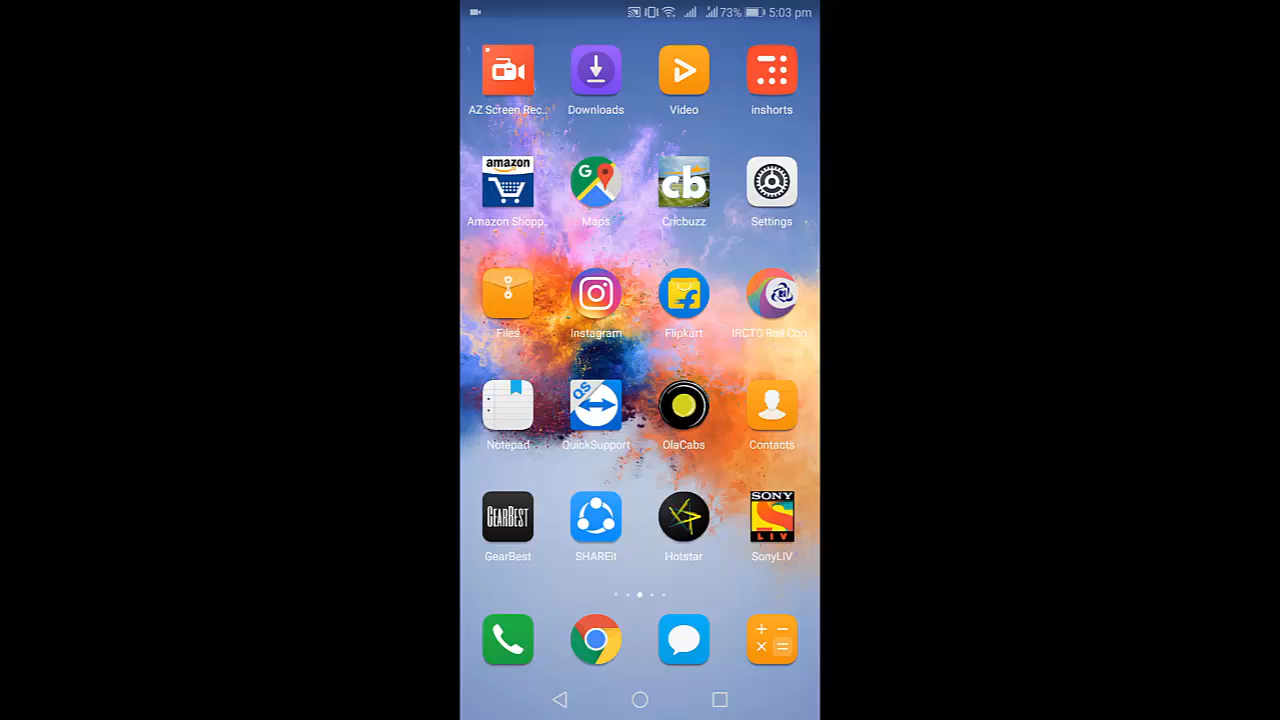 73% 5:03 pm
AZ Screen Rec.. Downloads Video inshorts
amazon
cb
Amazon Shopp.. Maps Cricbuzz Settings
Files Instagram Flipkart IRCTC Rail Con..
QS
Notepad QuickSupport OlaCabs Contacts
GEARBEST
SONY
LIV
GearBest SHAREit Hotstar SonyLIV